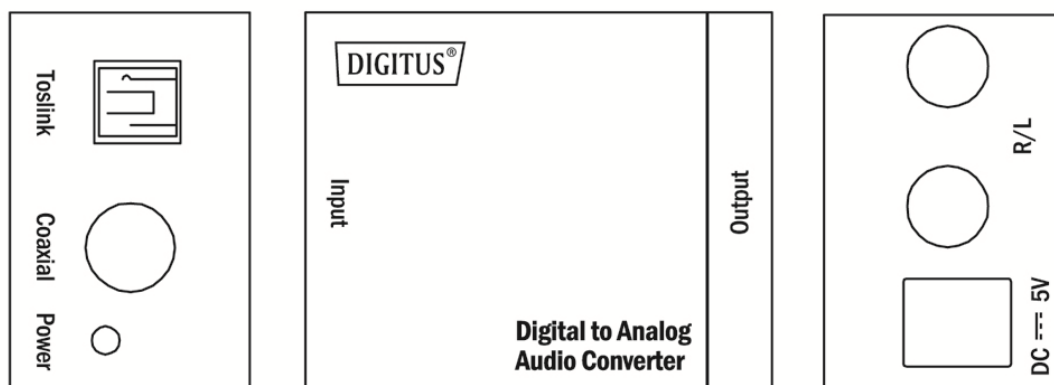 Toslink
Coaxial
Power
DIGITUS®
Input
Output
Digital to Analog
Audio Converter
R/L
DC ⎓ 5V